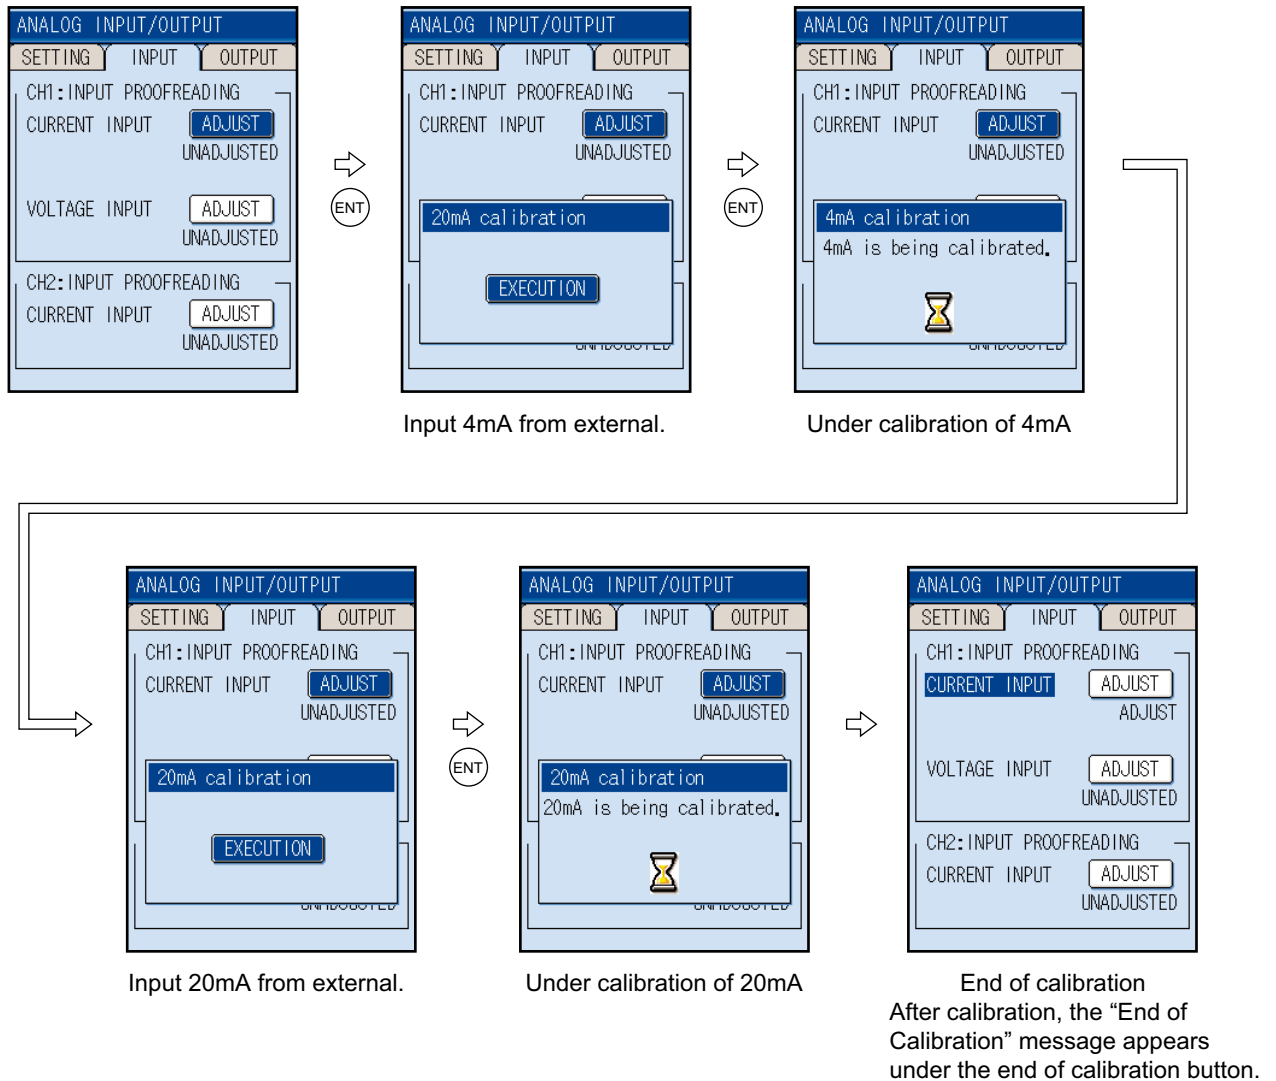 ANALOG INPUT/OUTPUT
SETTING INPUT OUTPUT
CH1:INPUT PROOFREADING
CURRENT INPUT ADJUST
UNADJUSTED
VOLTAGE INPUT ADJUST
UNADJUSTED
CH2:INPUT PROOFREADING
CURRENT INPUT ADJUST
UNADJUSTED
ENT
ANALOG INPUT/OUTPUT
SETTING INPUT OUTPUT
CH1:INPUT PROOFREADING
CURRENT INPUT ADJUST
UNADJUSTED
20mA calibration
EXECUTION
Input 4mA from external.
ENT
ANALOG INPUT/OUTPUT
SETTING INPUT OUTPUT
CH1:INPUT PROOFREADING
CURRENT INPUT ADJUST
UNADJUSTED
4mA calibration
4mA is being calibrated.
Under calibration of 4mA
ANALOG INPUT/OUTPUT
SETTING INPUT OUTPUT
CH1:INPUT PROOFREADING
CURRENT INPUT ADJUST
UNADJUSTED
20mA calibration
EXECUTION
Input 20mA from external.
ENT
ANALOG INPUT/OUTPUT
SETTING INPUT OUTPUT
CH1:INPUT PROOFREADING
CURRENT INPUT ADJUST
UNADJUSTED
20mA calibration
20mA is being calibrated.
Under calibration of 20mA
ANALOG INPUT/OUTPUT
SETTING INPUT OUTPUT
CH1:INPUT PROOFREADING
CURRENT INPUT ADJUST
ADJUST
VOLTAGE INPUT ADJUST
UNADJUSTED
CH2:INPUT PROOFREADING
CURRENT INPUT ADJUST
UNADJUSTED
End of calibration
After calibration, the “End of
Calibration” message appears
under the end of calibration button.